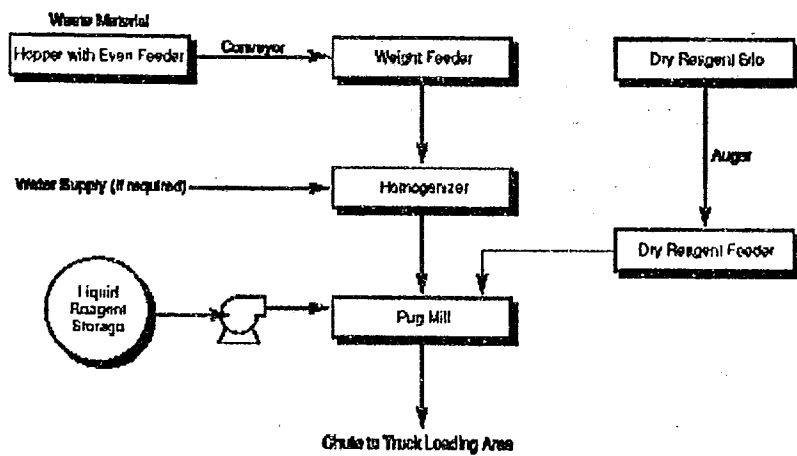 Waste Material
Hopper with Even Feeder
Conveyor
Weight Feeder
Dry Reagent Silo
Auger
Water Supply (if required)
Homogenizer
Dry Reagent Feeder
Liquid
Reagent
Storage
Pug Mill
Chute to Truck Loading Area